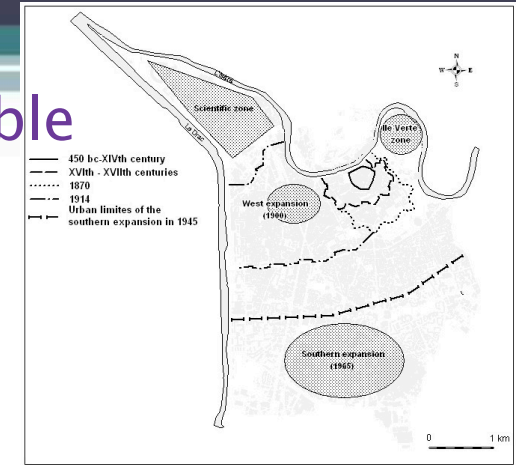 ble
N
W E
S
L'Isère
Scientific zone
Le Drac
Ile Verte
zone
450 bc-XIVth century
XVIth - XVIIth centuries
1870
1914
Urban limites of the
southern expansion in 1945
West expansion
(1900)
Southern expansion
(1965)
0 1 km